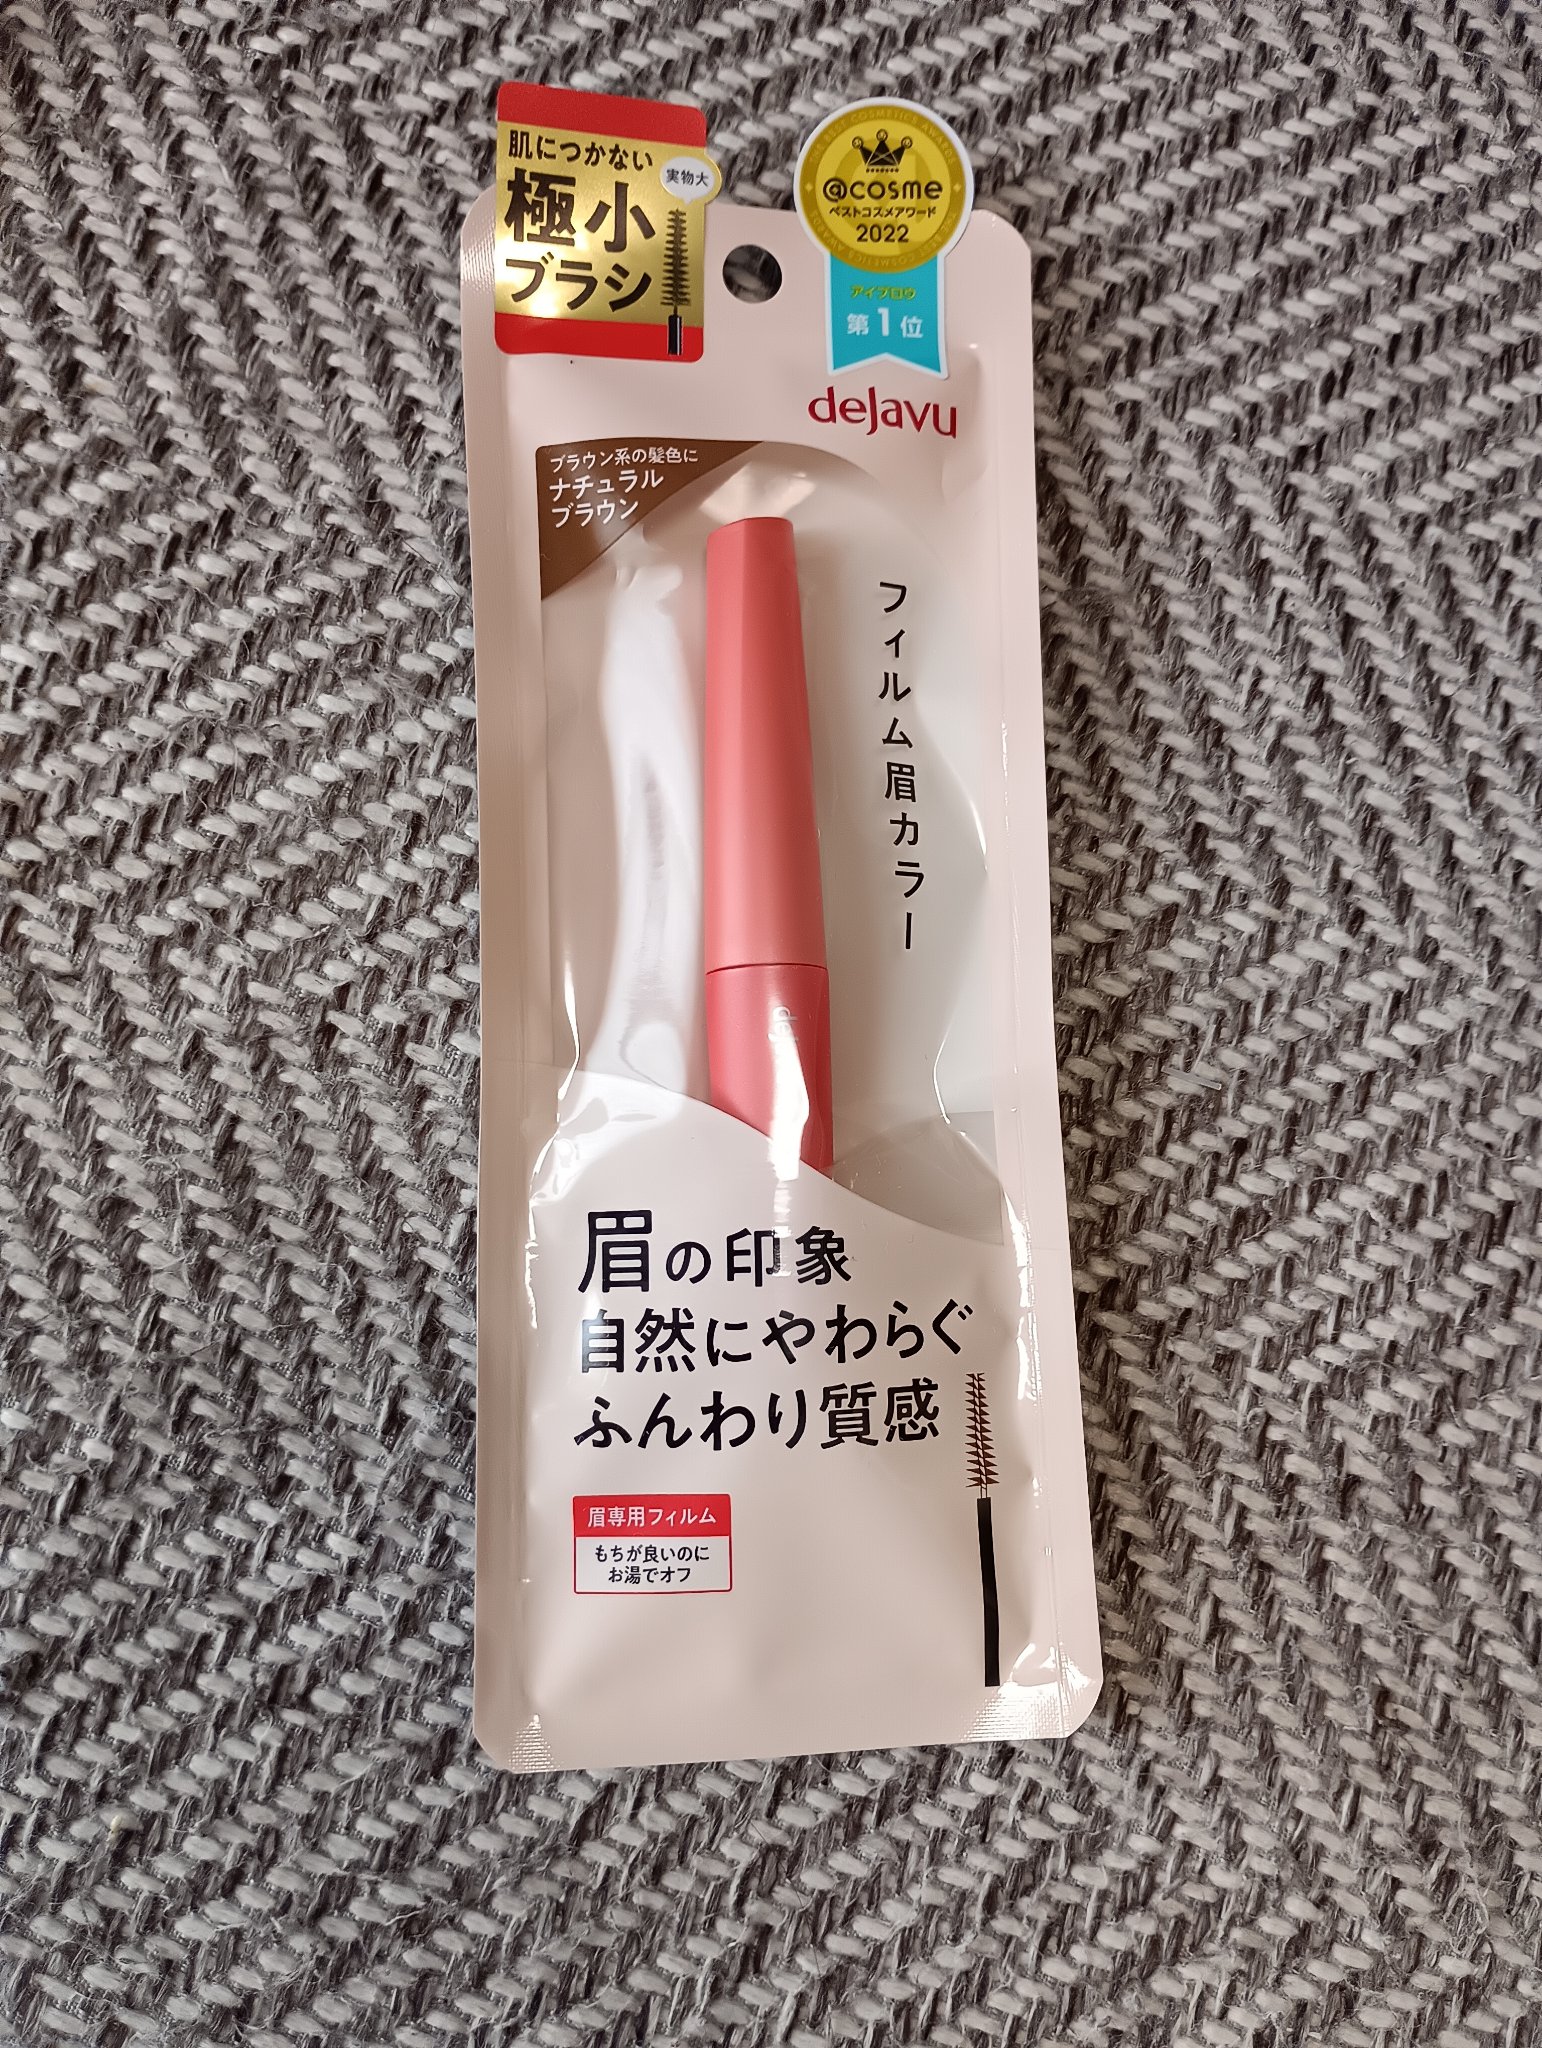 肌につかない
極小
ブラシ
実物大
THE BEST COSMETICS AWARDS
@cosme
ベストコスメアワード
2022
アイブロウ
第1位
dejavu
ブラウン系の髪色に
ナチュラル
ブラウン
フィルム眉カラー
眉の印象
自然にやわらぐ
ふんわり質感
眉専用フィルム
もちが良いのに
お湯でオフ